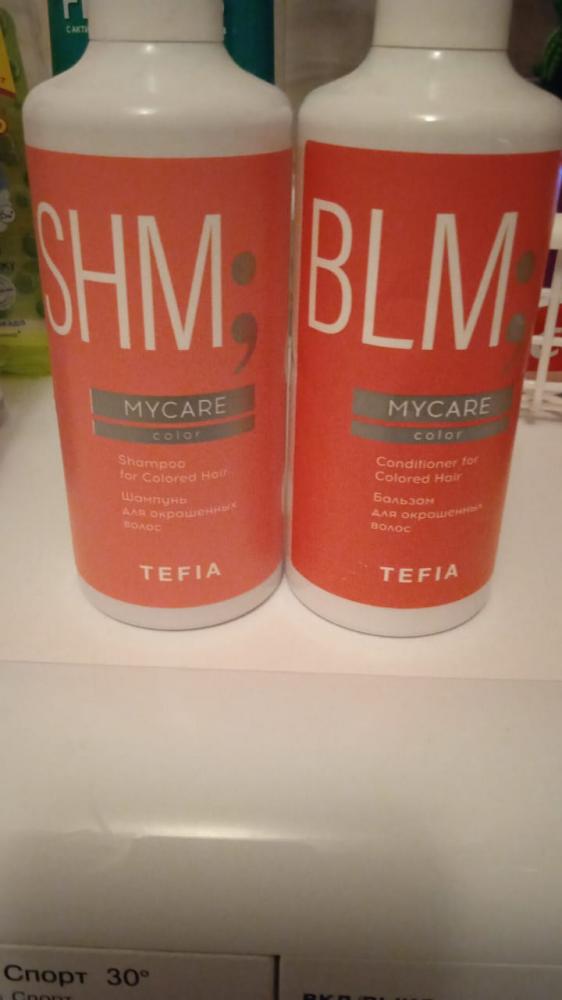 SHM;
MYCARE
color
Shampoo
for Colored Hair
Шампунь
для окрашенных
волос
TEFIA
BLM;
MYCARE
color
Conditioner for
Colored Hair
Бальзам
для окрашенных
волос
TEFIA
Спорт 30°
Спорт